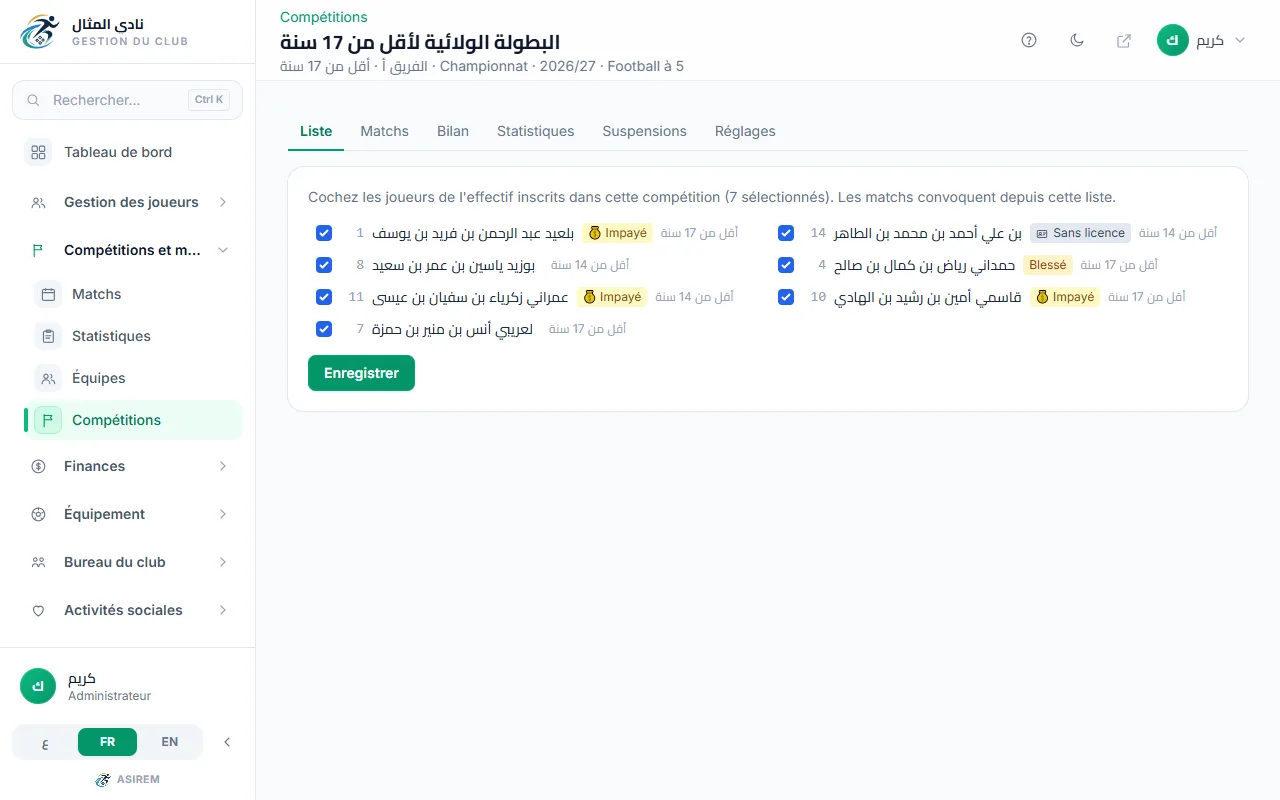 نادي المثال
GESTION DU CLUB
Rechercher...
Ctrl K
Tableau de bord
Gestion des joueurs
Compétitions et m...
Matchs
Statistiques
Équipes
Compétitions
Finances
Équipement
Bureau du club
Activités sociales
ك
كريم
Administrateur
ع
FR
EN
ASIREM
Compétitions
البطولة الولائية لأقل من 17 سنة
الفريق أ · أقل من 17 سنة · Championnat · 2026/27 · Football à 5
ك
كريم
Liste
Matchs
Bilan
Statistiques
Suspensions
Réglages
Cochez les joueurs de l'effectif inscrits dans cette compétition (7 sélectionnés). Les matchs convoquent depuis cette liste.
1 بلعيد عبد الرحمن بن فريد بن يوسف Impayé أقل من 17 سنة
14 بن علي أحمد بن محمد بن الطاهر Sans licence أقل من 14 سنة
8 بوزيد ياسين بن عمر بن سعيد أقل من 14 سنة
4 حمداني رياض بن كمال بن صالح Blessé أقل من 17 سنة
11 عمراني زكرياء بن سفيان بن عيسى Impayé أقل من 14 سنة
10 قاسمي أمين بن رشيد بن الهادي Impayé أقل من 17 سنة
7 لعريبي أنس بن منير بن حمزة أقل من 17 سنة
Enregistrer